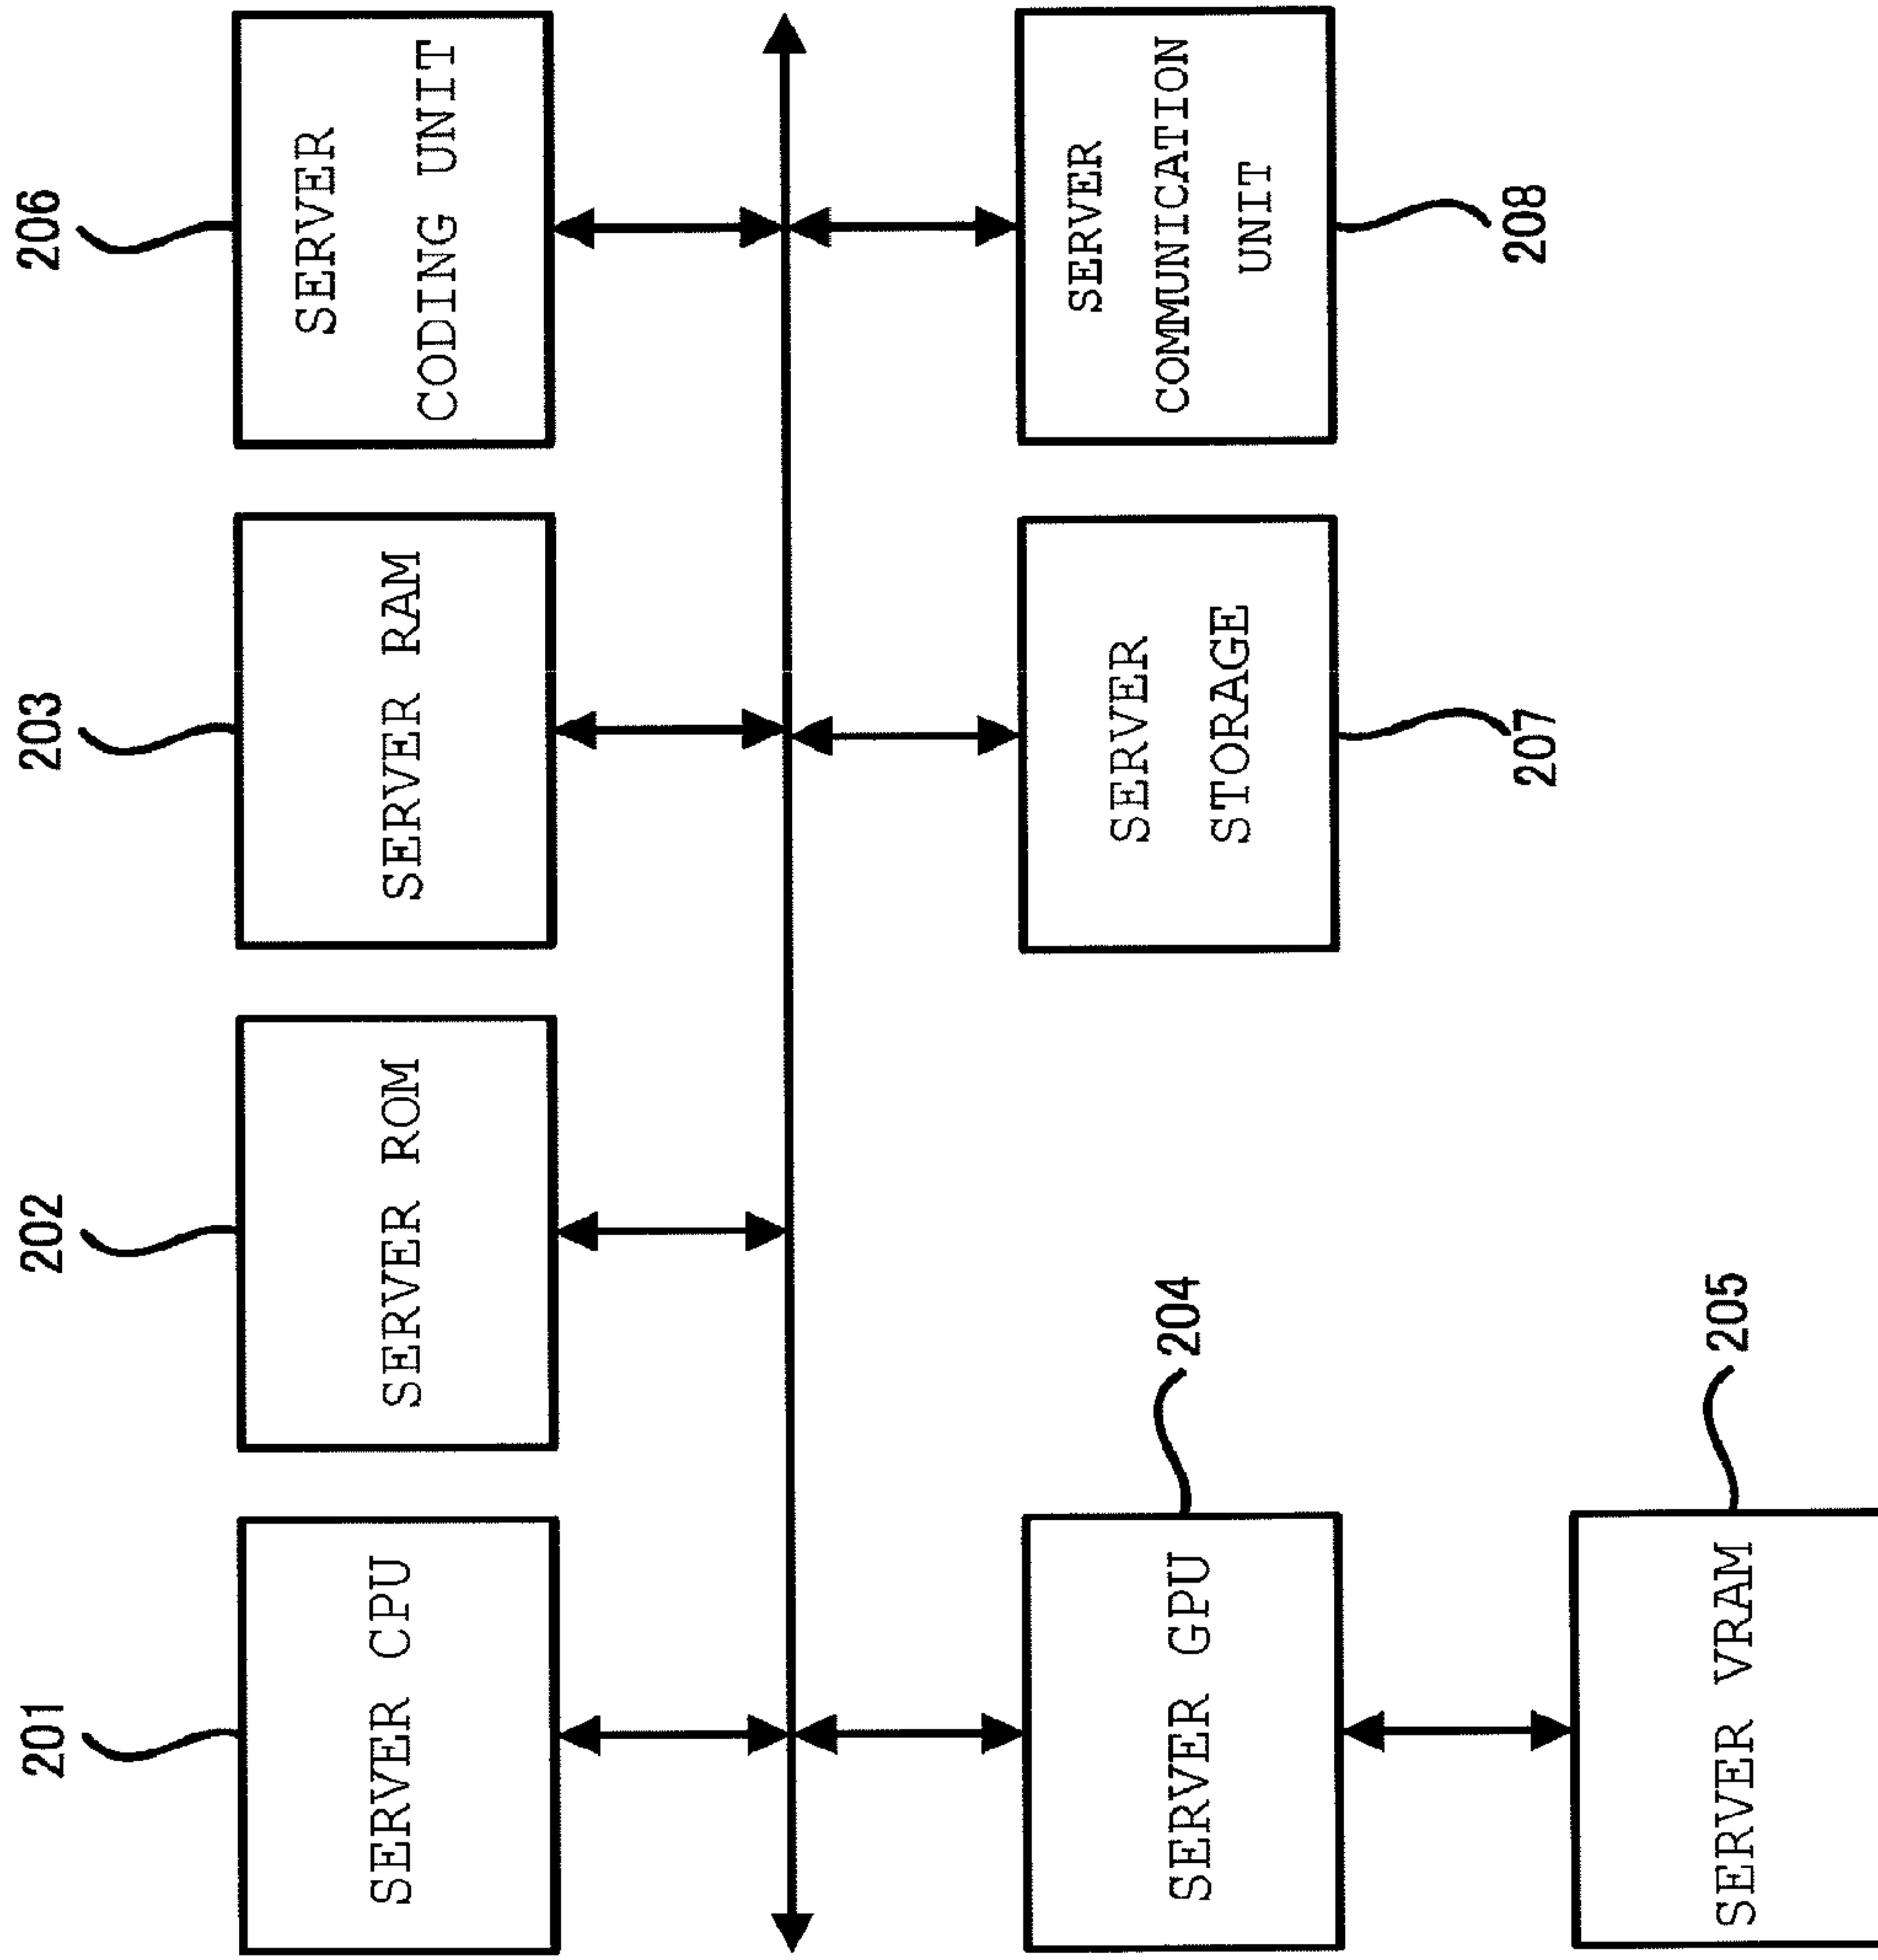 201
SERVER CPU
202
SERVER ROM
203
SERVER RAM
206
SERVER
CODING UNIT
204
SERVER GPU
207
SERVER
STORAGE
208
SERVER
COMMUNICATION
UNIT
205
SERVER VRAM